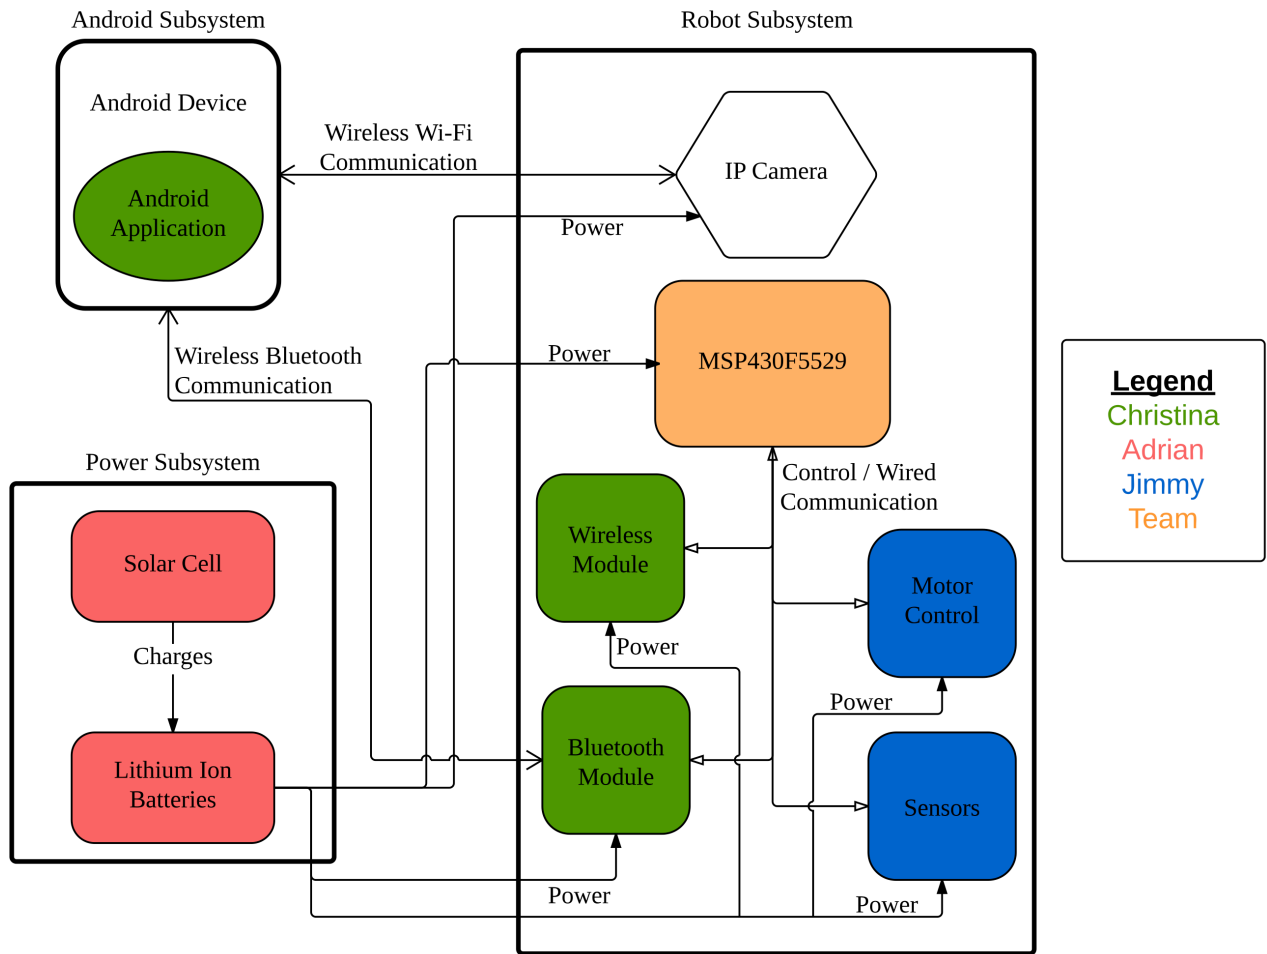 Android Subsystem
Robot Subsystem
Android Device
Android
Application
Wireless Wi-Fi
Communication
IP Camera
Power
Wireless Bluetooth
Communication
Power
MSP430F5529
Legend
Christina
Adrian
Jimmy
Team
Power Subsystem
Control / Wired
Communication
Solar Cell
Wireless
Module
Motor
Control
Charges
Power
Power
Lithium Ion
Batteries
Bluetooth
Module
Sensors
Power
Power